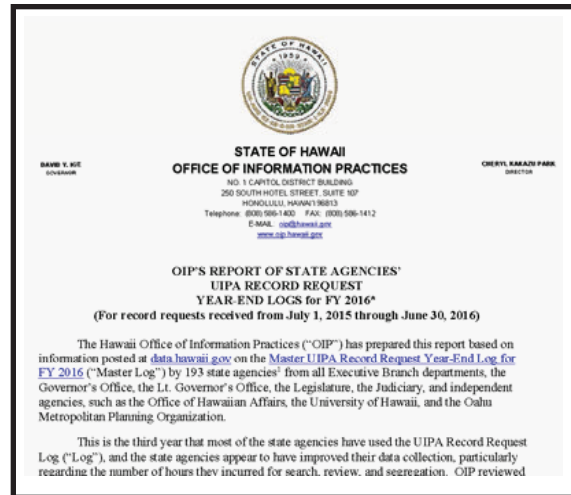 STATE OF HAWAII
1959
STATE OF HAWAII
OFFICE OF INFORMATION PRACTICES
DAVID Y. IGE
GOVERNOR
CHERYL KAKAZU PARK
DIRECTOR
NO. 1 CAPITOL DISTRICT BUILDING
250 SOUTH HOTEL STREET, SUITE 107
HONOLULU, HAWAI'I 96813
Telephone: (808) 586-1400 FAX: (808) 586-1412
E-MAIL: oip@hawaii.gov
www.oip.hawaii.gov
OIP'S REPORT OF STATE AGENCIES'
UIPA RECORD REQUEST
YEAR-END LOGS for FY 2016*
(For record requests received from July 1, 2015 through June 30, 2016)
The Hawaii Office of Information Practices ("OIP") has prepared this report based on
information posted at data.hawaii.gov on the Master UIPA Record Request Year-End Log for
FY 2016 ("Master Log") by 193 state agencies¹ from all Executive Branch departments, the
Governor's Office, the Lt. Governor's Office, the Legislature, the Judiciary, and independent
agencies, such as the Office of Hawaiian Affairs, the University of Hawaii, and the Oahu
Metropolitan Planning Organization.
This is the third year that most of the state agencies have used the UIPA Record Request
Log ("Log"), and the state agencies appear to have improved their data collection, particularly
regarding the number of hours they incurred for search, review, and segregation. OIP reviewed